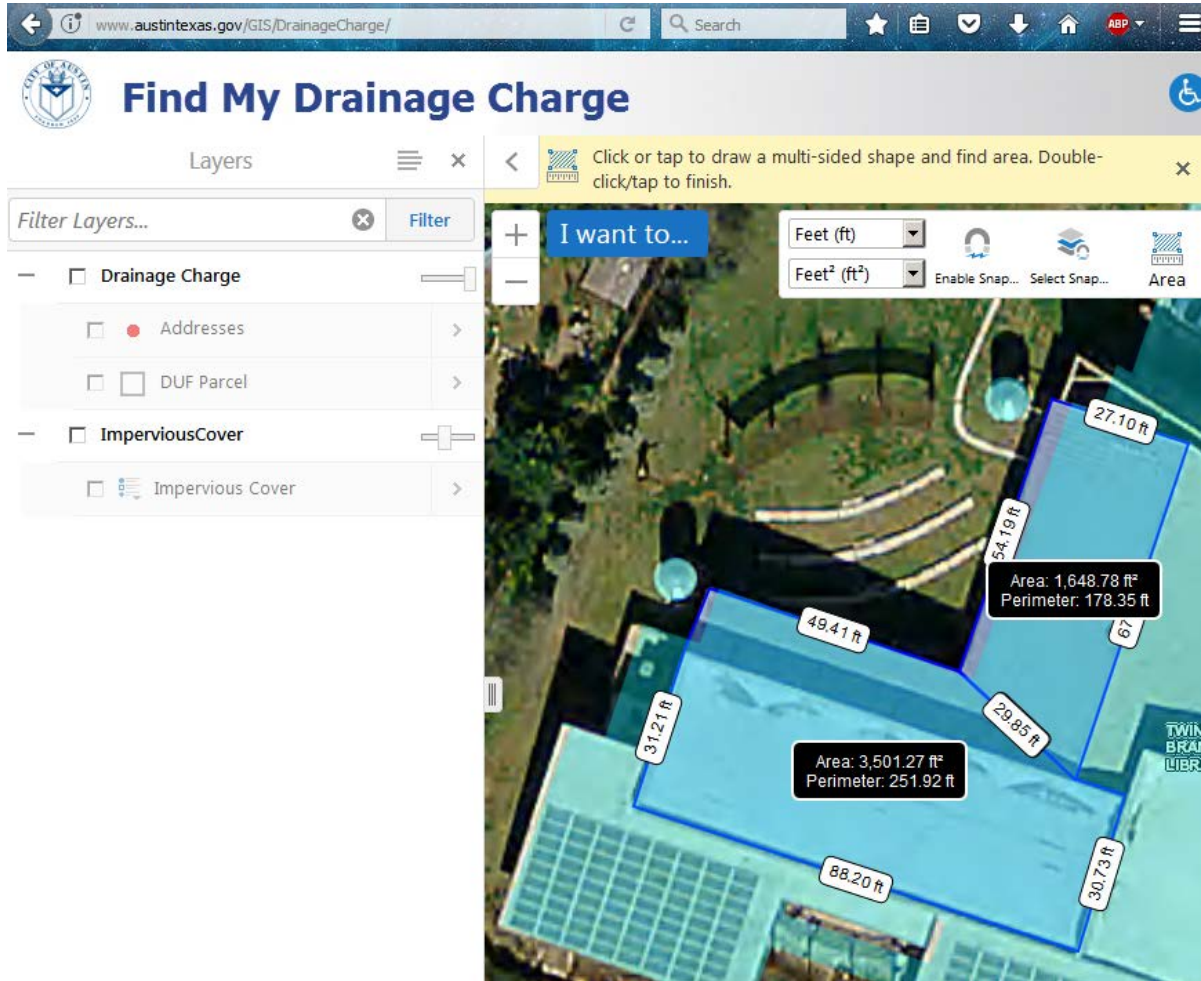 www.austintexas.gov/GIS/DrainageCharge/
Search
ABP
CITY OF AUSTIN
Find My Drainage Charge
Layers
Click or tap to draw a multi-sided shape and find area. Double-
click/tap to finish.
Filter Layers...
Filter
I want to...
Feet (ft)
Feet² (ft²)
Enable Snap...
Select Snap...
Area
Drainage Charge
Addresses
DUF Parcel
ImperviousCover
Impervious Cover
27.10 ft
54.19 ft
Area: 1,648.78 ft²
Perimeter: 178.35 ft
67
49.41 ft
29.85 ft
31.21 ft
Area: 3,501.27 ft²
Perimeter: 251.92 ft
TWIN
BRAN
LIBR
88.20 ft
30.73 ft